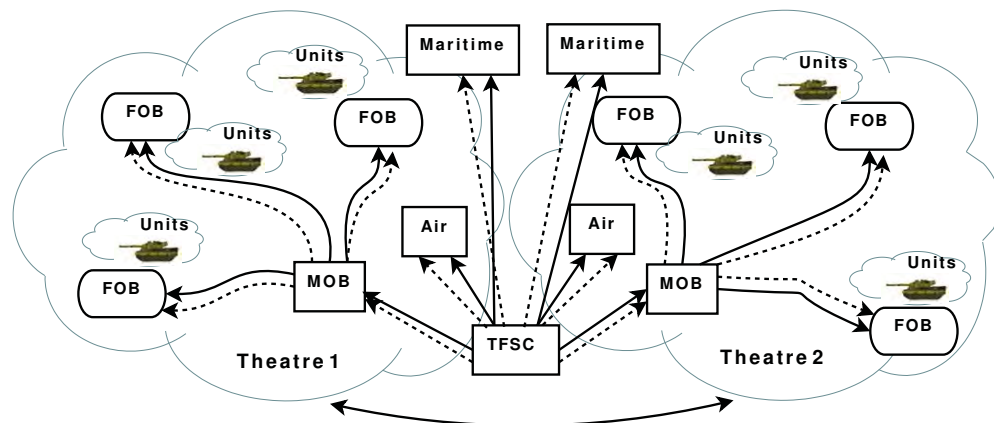 Maritime
Maritime
Units
Units
FOB
FOB
FOB
FOB
Units
Units
Units
Air
Air
Units
FOB
MOB
MOB
FOB
TFSC
Theatre 1
Theatre 2